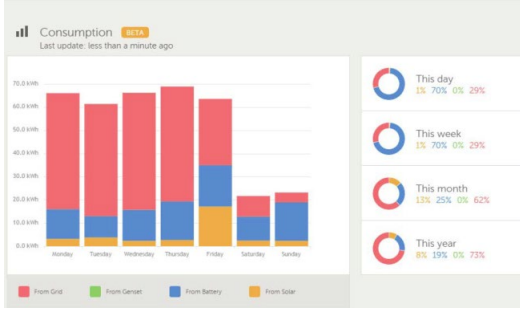 Consumption BETA
Last update: less than a minute ago
70.0 kWh
60.0 kWh
50.0 kWh
40.0 kWh
30.0 kWh
20.0 kWh
10.0 kWh
0.0 kWh
Monday Tuesday Wednesday Thursday Friday Saturday Sunday
From Grid From Genset From Battery From Solar
This day
1% 70% 0% 29%
This week
1% 70% 0% 29%
This month
13% 25% 0% 62%
This year
8% 19% 0% 73%